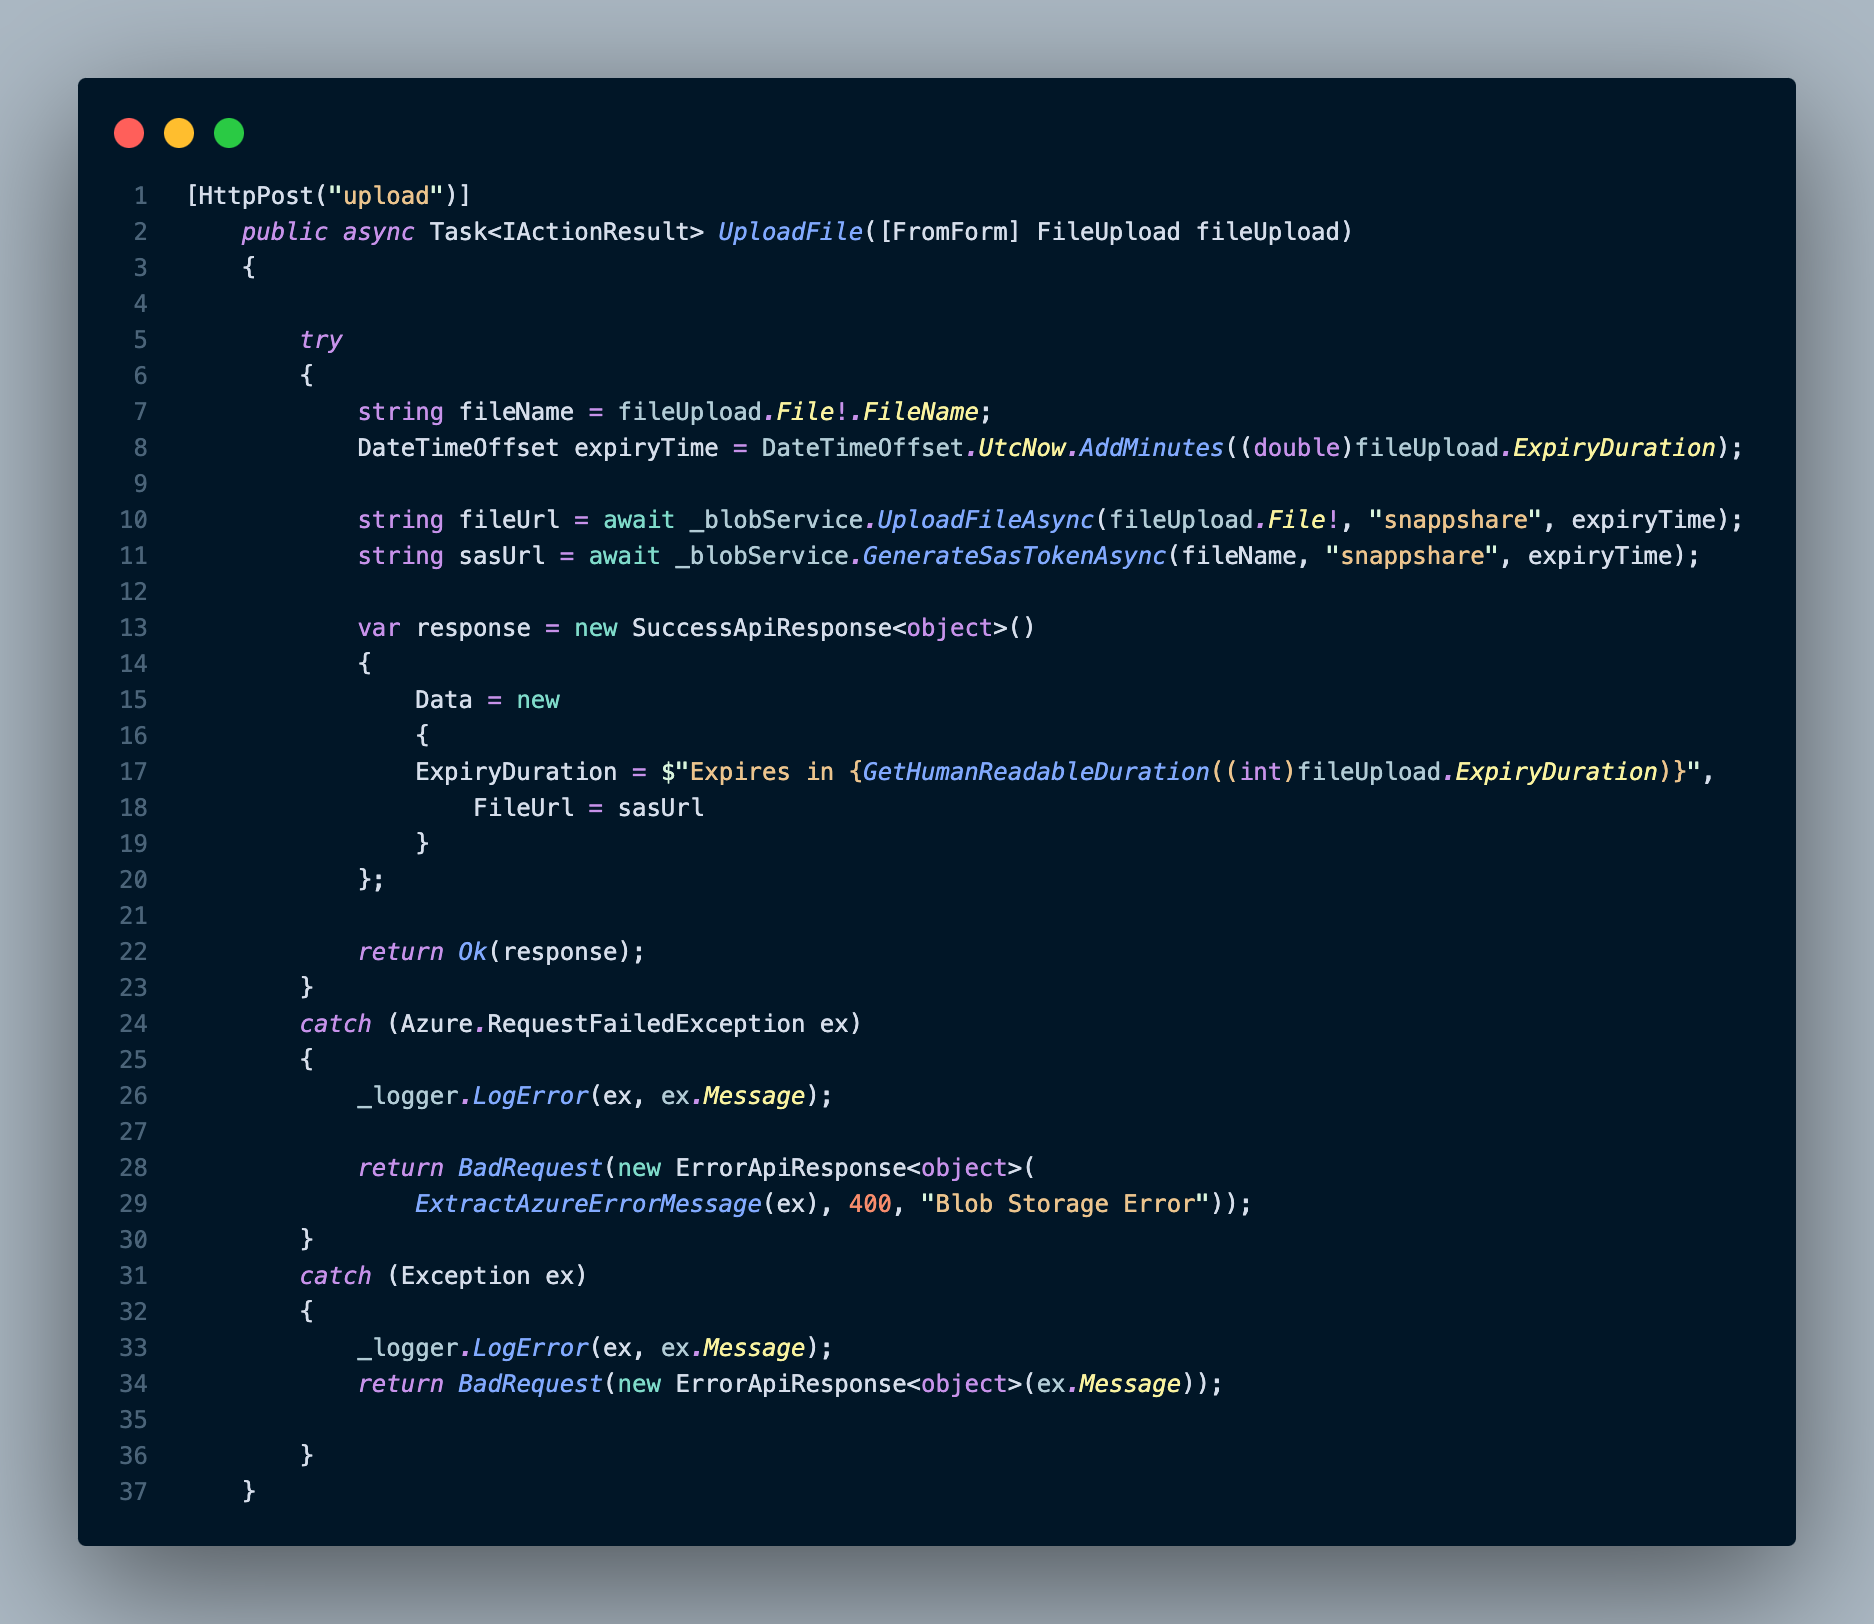 1 [HttpPost("upload")]
2     public async Task<IActionResult> UploadFile([FromForm] FileUpload fileUpload)
3     {
4
5         try
6         {
7             string fileName = fileUpload.File!.FileName;
8             DateTimeOffset expiryTime = DateTimeOffset.UtcNow.AddMinutes((double)fileUpload.ExpiryDuration);
9
10             string fileUrl = await _blobService.UploadFileAsync(fileUpload.File!, "snappshare", expiryTime);
11             string sasUrl = await _blobService.GenerateSasTokenAsync(fileName, "snappshare", expiryTime);
12
13             var response = new SuccessApiResponse<object>()
14             {
15                 Data = new
16                 {
17                 ExpiryDuration = $"Expires in {GetHumanReadableDuration((int)fileUpload.ExpiryDuration)}",
18                     FileUrl = sasUrl
19                 }
20             };
21
22             return Ok(response);
23         }
24         catch (Azure.RequestFailedException ex)
25         {
26             _logger.LogError(ex, ex.Message);
27
28             return BadRequest(new ErrorApiResponse<object>(
29                 ExtractAzureErrorMessage(ex), 400, "Blob Storage Error"));
30         }
31         catch (Exception ex)
32         {
33             _logger.LogError(ex, ex.Message);
34             return BadRequest(new ErrorApiResponse<object>(ex.Message));
35
36         }
37     }